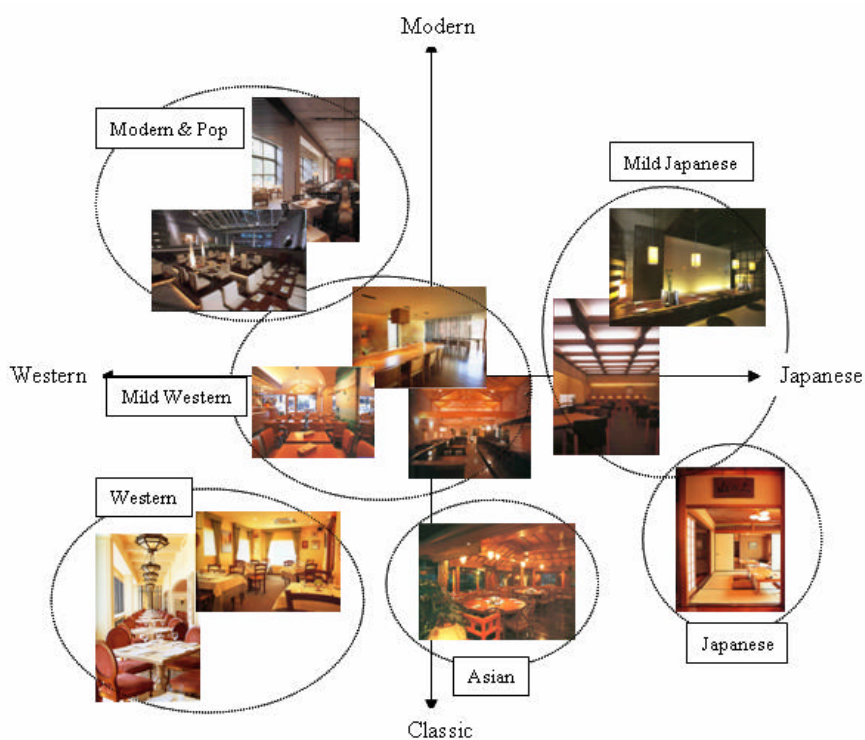 Modern
Modern & Pop
Mild Japanese
Western
Japanese
Mild Western
Western
Japanese
Asian
Classic